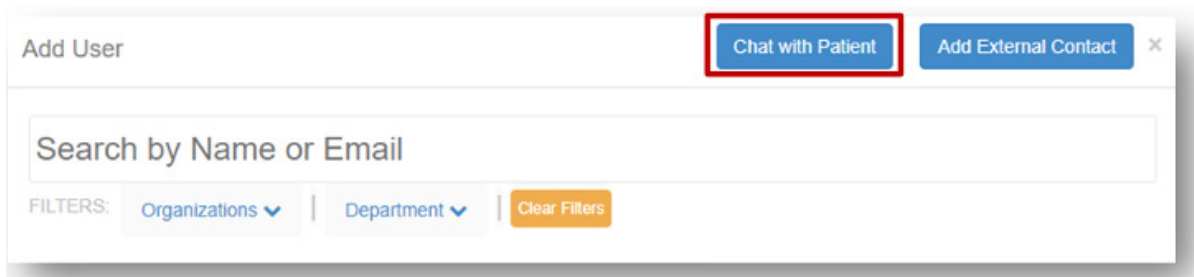 Add User Chat with Patient Add External Contact ×
Search by Name or Email
FILTERS: Organizations | Department | Clear Filters